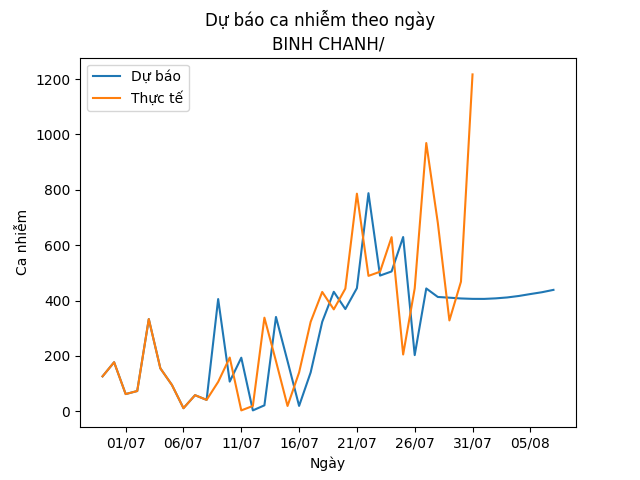 Dự báo ca nhiễm theo ngày
BINH CHANH/
Dự báo
Thực tế
1200
1000
800
600
400
200
0
Ca nhiễm
01/07 06/07 11/07 16/07 21/07 26/07 31/07 05/08
Ngày